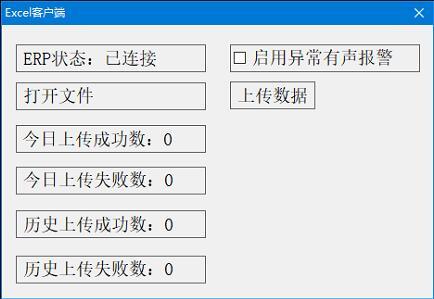 Excel客户端
ERP状态：已连接
启用异常有声报警
打开文件
上传数据
今日上传成功数：0
今日上传失败数：0
历史上传成功数：0
历史上传失败数：0